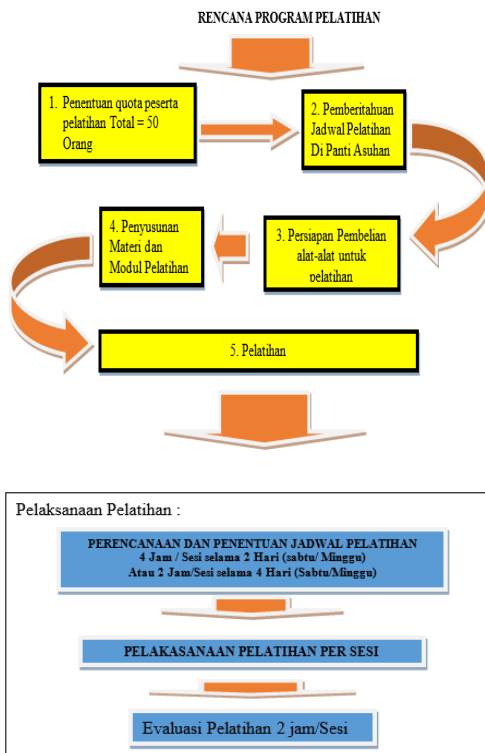 RENCANA PROGRAM PELATIHAN
1. Penentuan quota peserta
pelatihan Total = 50
Orang
2. Pemberitahuan
Jadwal Pelatihan
Di Panti Asuhan
3. Persiapan Pembelian
alat-alat untuk
pelatihan
4. Penyusunan
Materi dan
Modul Pelatihan
5. Pelatihan
Pelaksanaan Pelatihan :
PERENCANAAN DAN PENENTUAN JADWAL PELATIHAN
4 Jam / Sesi selama 2 Hari (sabtu/ Minggu)
Atau 2 Jam/Sesi selama 4 Hari (Sabtu/Minggu)
PELAKASANAAN PELATIHAN PER SESI
Evaluasi Pelatihan 2 jam/Sesi